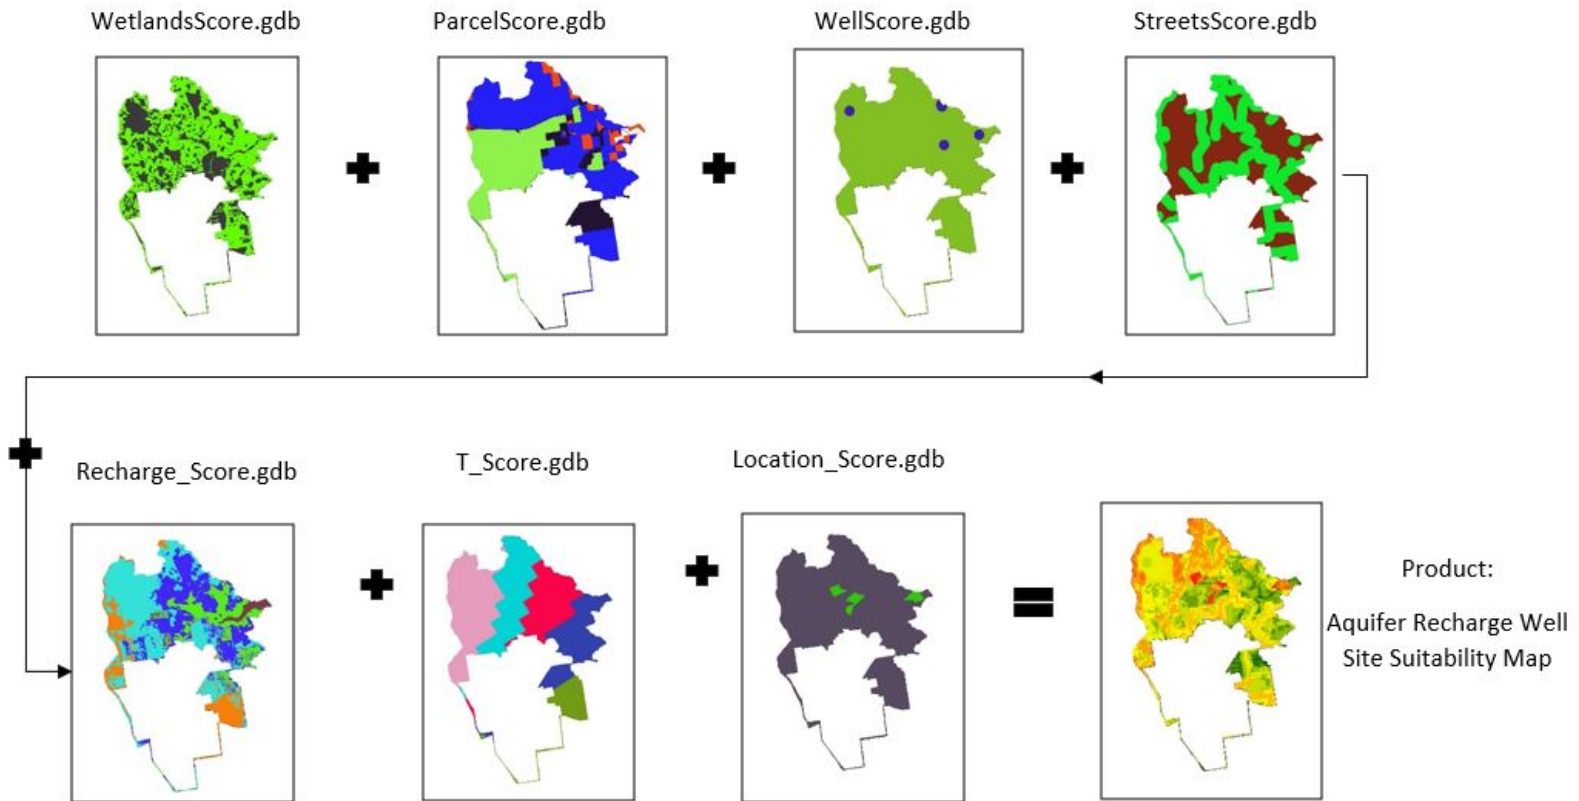 WetlandsScore.gdb
ParcelScore.gdb
WellScore.gdb
StreetsScore.gdb
Recharge_Score.gdb
T_Score.gdb
Location_Score.gdb
Product:
Aquifer Recharge Well
Site Suitability Map